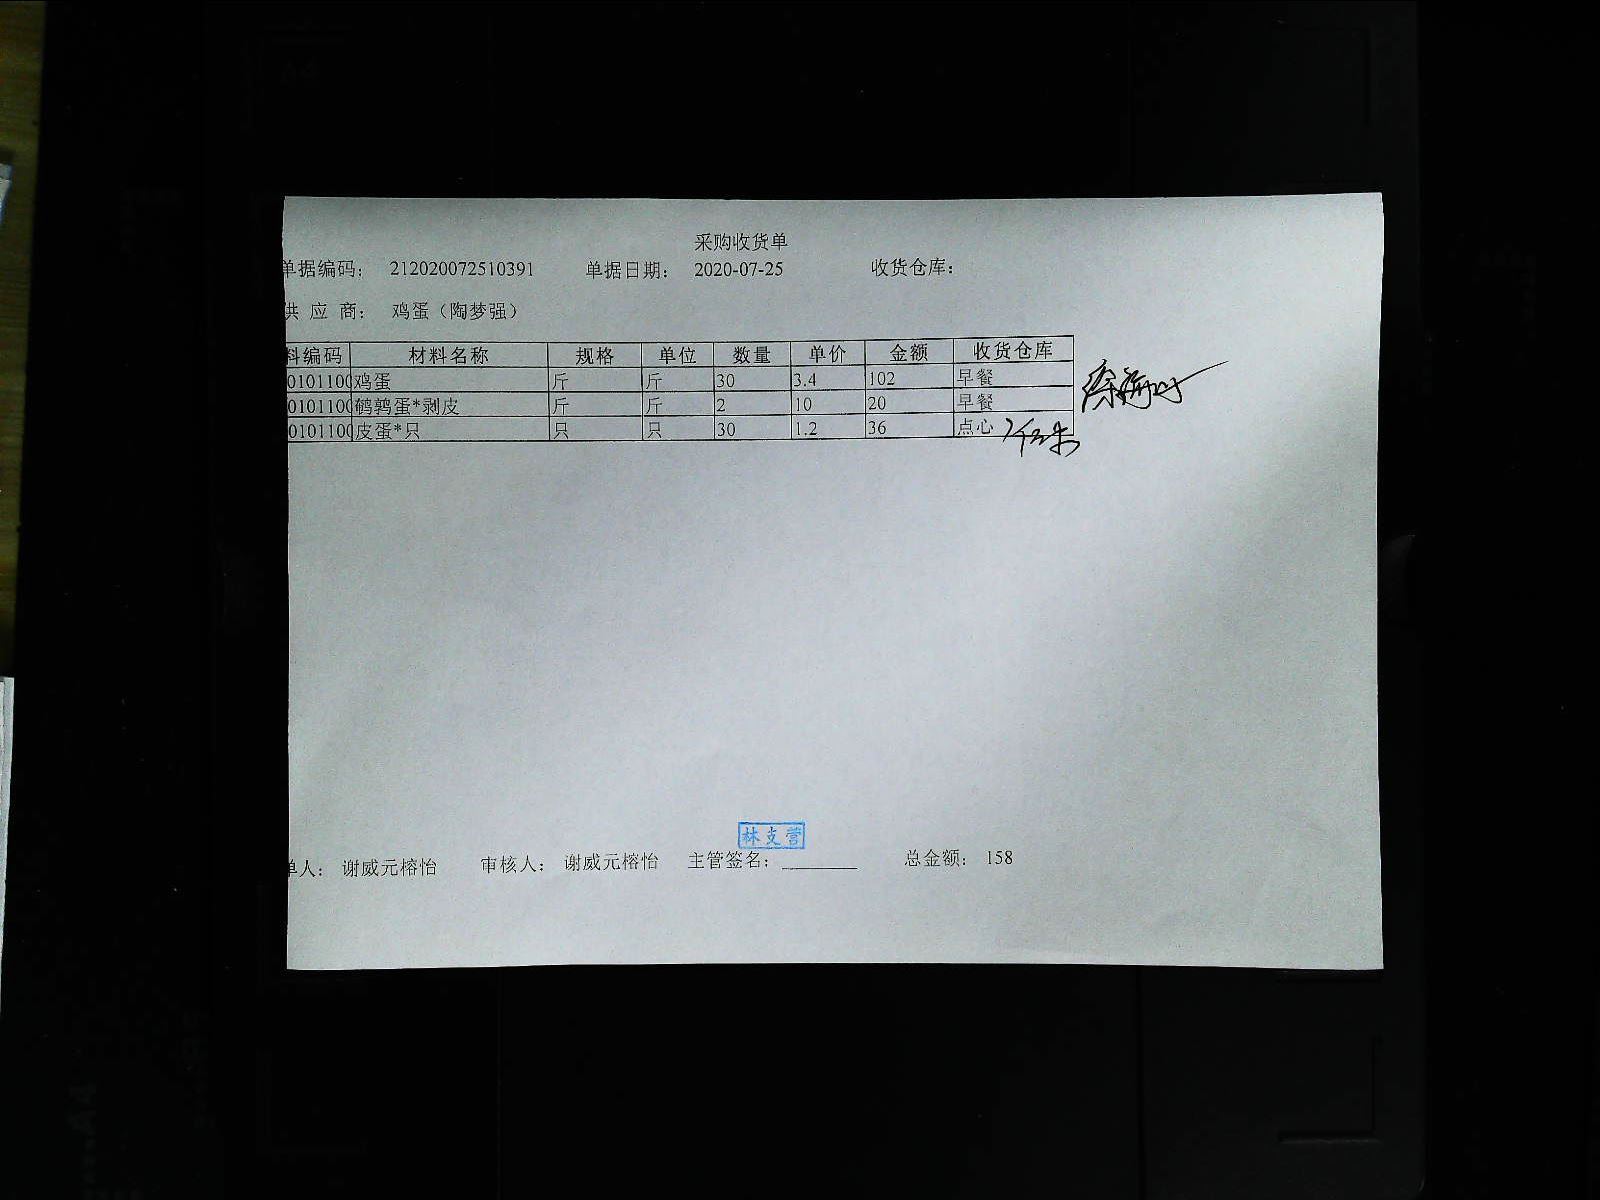 采购收货单
单据编码： 212020072510391 单据日期： 2020-07-25 收货仓库：
供 应 商： 鸡蛋（陶梦强）
料编码 材料名称 规格 单位 数量 单价 金额 收货仓库
0101100 鸡蛋 斤 斤 30 3.4 102 早餐
0101100 鹌鹑蛋*剥皮 斤 斤 2 10 20 早餐
0101100 皮蛋*只 只 只 30 1.2 36 点心
林支营
单人： 谢威元榕怡 审核人： 谢威元榕怡 主管签名： 总金额： 158